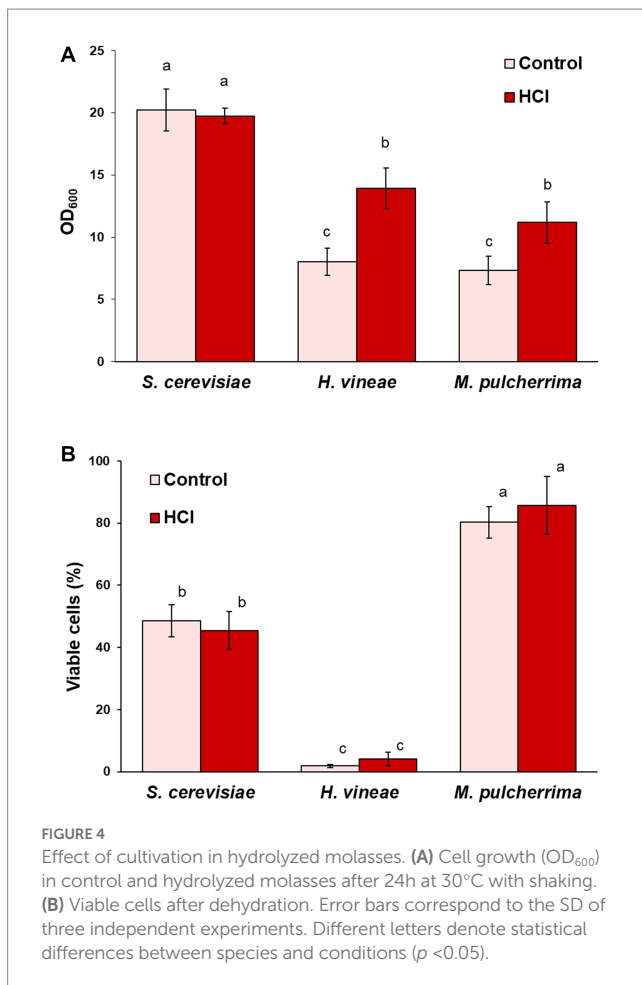 A
25
20
15
10
5
0
OD600
a
a
c
b
c
b
Control
HCl
S. cerevisiae
H. vineae
M. pulcherrima
B
100
80
60
40
20
0
Viable cells (%)
Control
HCl
b
b
c
c
a
a
S. cerevisiae
H. vineae
M. pulcherrima
FIGURE 4
Effect of cultivation in hydrolyzed molasses. (A) Cell growth (OD600)
in control and hydrolyzed molasses after 24h at 30°C with shaking.
(B) Viable cells after dehydration. Error bars correspond to the SD of
three independent experiments. Different letters denote statistical
differences between species and conditions (p <0.05).